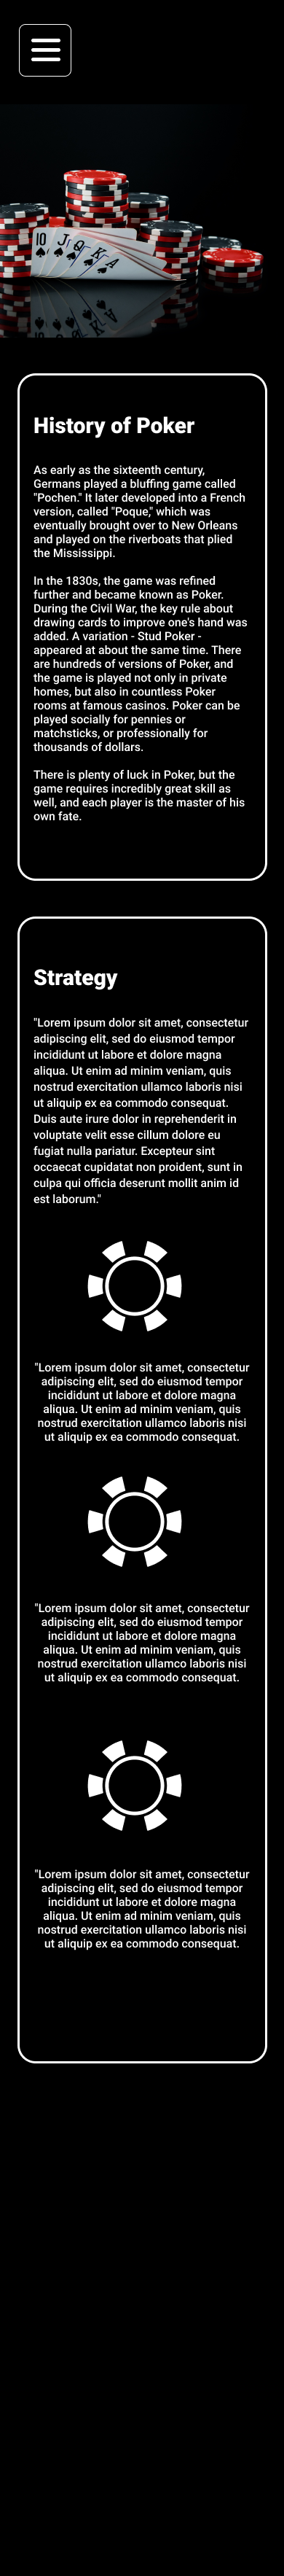 10 J Q K A
History of Poker
As early as the sixteenth century,
Germans played a bluffing game called
"Pochen." It later developed into a French
version, called "Poque," which was
eventually brought over to New Orleans
and played on the riverboats that plied
the Mississippi.
In the 1830s, the game was refined
further and became known as Poker.
During the Civil War, the key rule about
drawing cards to improve one's hand was
added. A variation - Stud Poker -
appeared at about the same time. There
are hundreds of versions of Poker, and
the game is played not only in private
homes, but also in countless Poker
rooms at famous casinos. Poker can be
played socially for pennies or
matchsticks, or professionally for
thousands of dollars.
There is plenty of luck in Poker, but the
game requires incredibly great skill as
well, and each player is the master of his
own fate.
Strategy
"Lorem ipsum dolor sit amet, consectetur
adipiscing elit, sed do eiusmod tempor
incididunt ut labore et dolore magna
aliqua. Ut enim ad minim veniam, quis
nostrud exercitation ullamco laboris nisi
ut aliquip ex ea commodo consequat.
Duis aute irure dolor in reprehenderit in
voluptate velit esse cillum dolore eu
fugiat nulla pariatur. Excepteur sint
occaecat cupidatat non proident, sunt in
culpa qui officia deserunt mollit anim id
est laborum."
"Lorem ipsum dolor sit amet, consectetur
adipiscing elit, sed do eiusmod tempor
incididunt ut labore et dolore magna
aliqua. Ut enim ad minim veniam, quis
nostrud exercitation ullamco laboris nisi
ut aliquip ex ea commodo consequat.
"Lorem ipsum dolor sit amet, consectetur
adipiscing elit, sed do eiusmod tempor
incididunt ut labore et dolore magna
aliqua. Ut enim ad minim veniam, quis
nostrud exercitation ullamco laboris nisi
ut aliquip ex ea commodo consequat.
"Lorem ipsum dolor sit amet, consectetur
adipiscing elit, sed do eiusmod tempor
incididunt ut labore et dolore magna
aliqua. Ut enim ad minim veniam, quis
nostrud exercitation ullamco laboris nisi
ut aliquip ex ea commodo consequat.